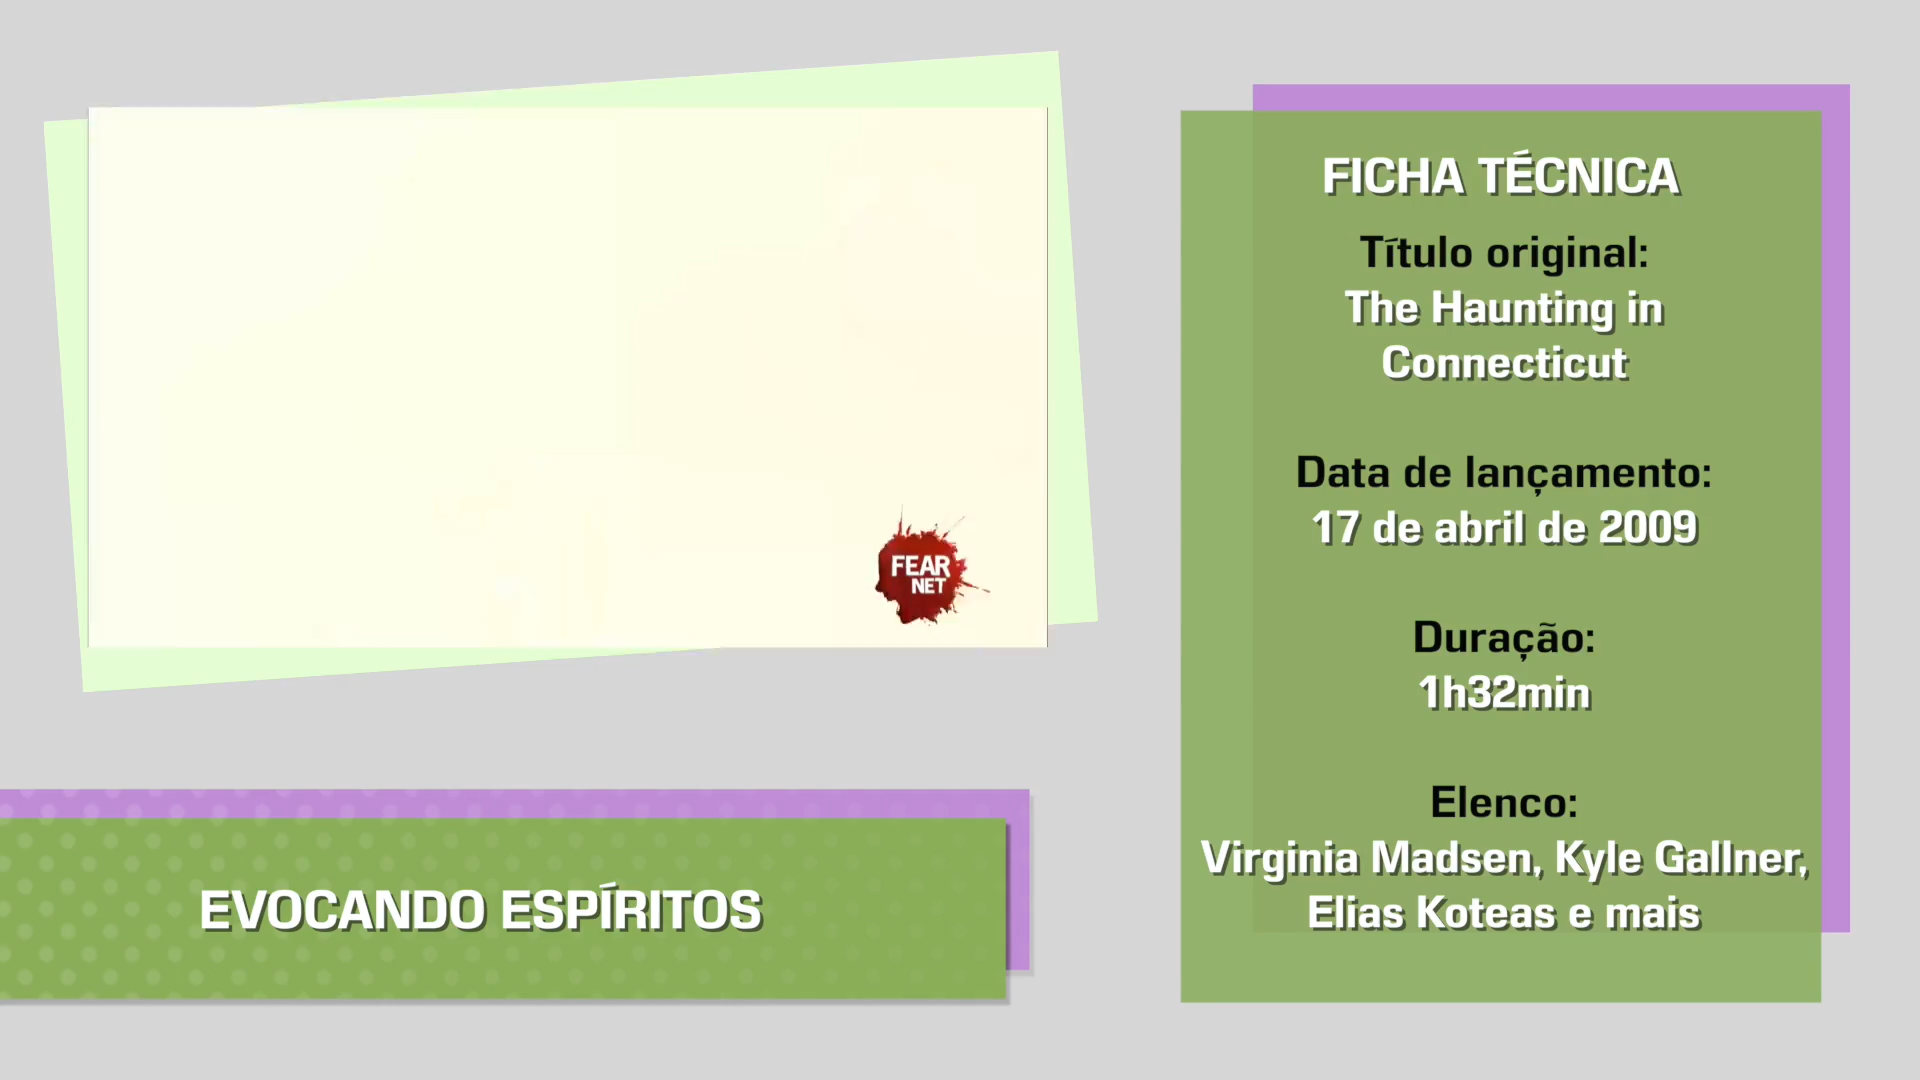 FEAR
NET
FICHA TÉCNICA
Título original:
The Haunting in
Connecticut
Data de lançamento:
17 de abril de 2009
Duração:
1h32min
Elenco:
Virginia Madsen, Kyle Gallner,
Elias Koteas e mais
EVOCANDO ESPÍRITOS